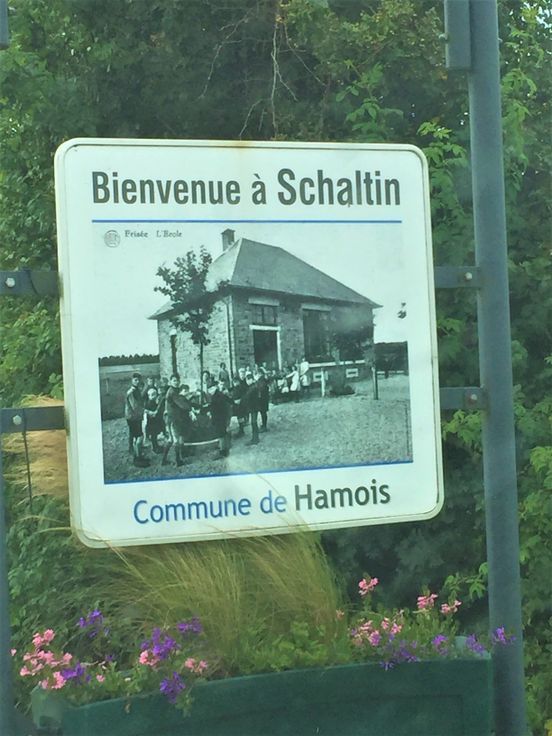 Bienvenue à Schaltin
Frisée L'Ecole
Commune de Hamois